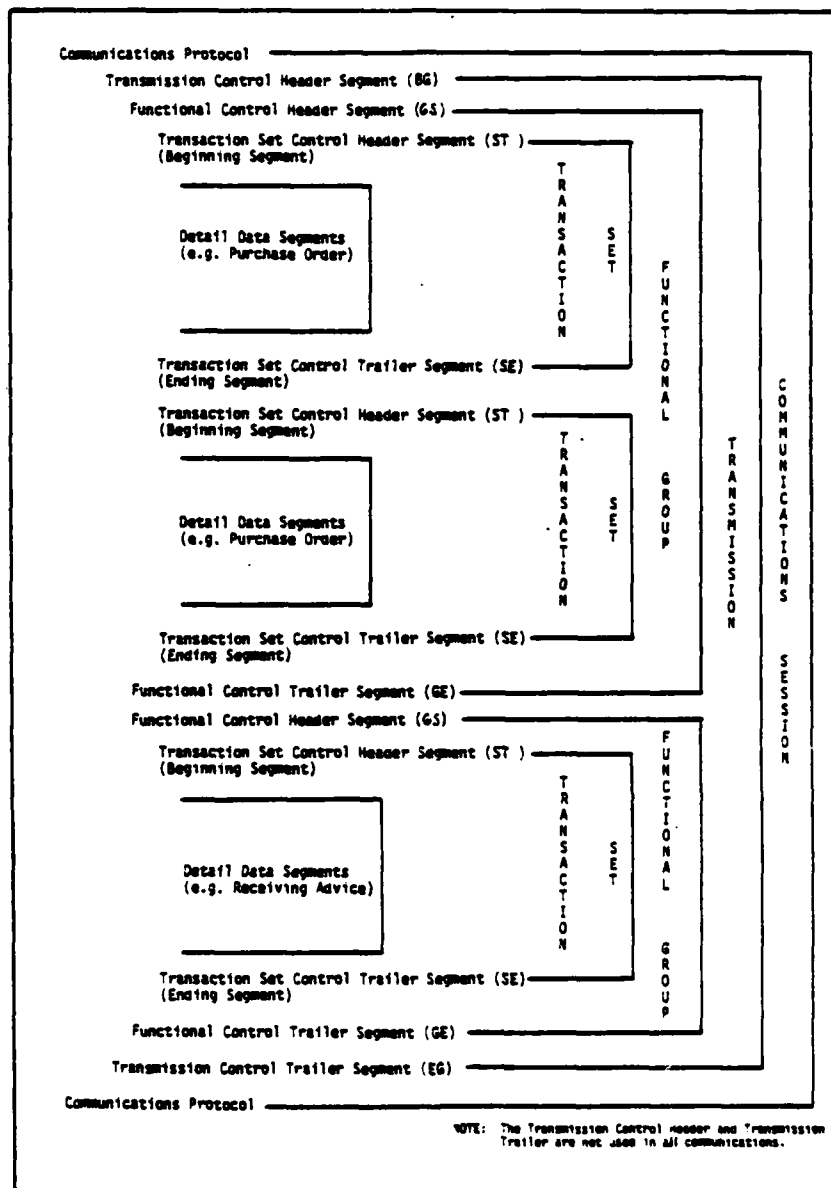 Communications Protocol
Transmission Control Header Segment (BG)
Functional Control Header Segment (GS)
Transaction Set Control Header Segment (ST )
(Beginning Segment)
Detail Data Segments
(e.g. Purchase Order)
TRANSACTION
SET
Transaction Set Control Trailer Segment (SE)
(Ending Segment)
Transaction Set Control Header Segment (ST )
(Beginning Segment)
Detail Data Segments
(e.g. Purchase Order)
TRANSACTION
SET
Transaction Set Control Trailer Segment (SE)
(Ending Segment)
FUNCTIONAL GROUP
Functional Control Trailer Segment (GE)
Functional Control Header Segment (GS)
Transaction Set Control Header Segment (ST )
(Beginning Segment)
Detail Data Segments
(e.g. Receiving Advice)
TRANSACTION
SET
Transaction Set Control Trailer Segment (SE)
(Ending Segment)
FUNCTIONAL GROUP
Functional Control Trailer Segment (GE)
TRANSMISSION
Transmission Control Trailer Segment (EG)
COMMUNICATIONS SESSION
Communications Protocol
NOTE: The Transmission Control Header and Transmission
Trailer are not used in all communications.